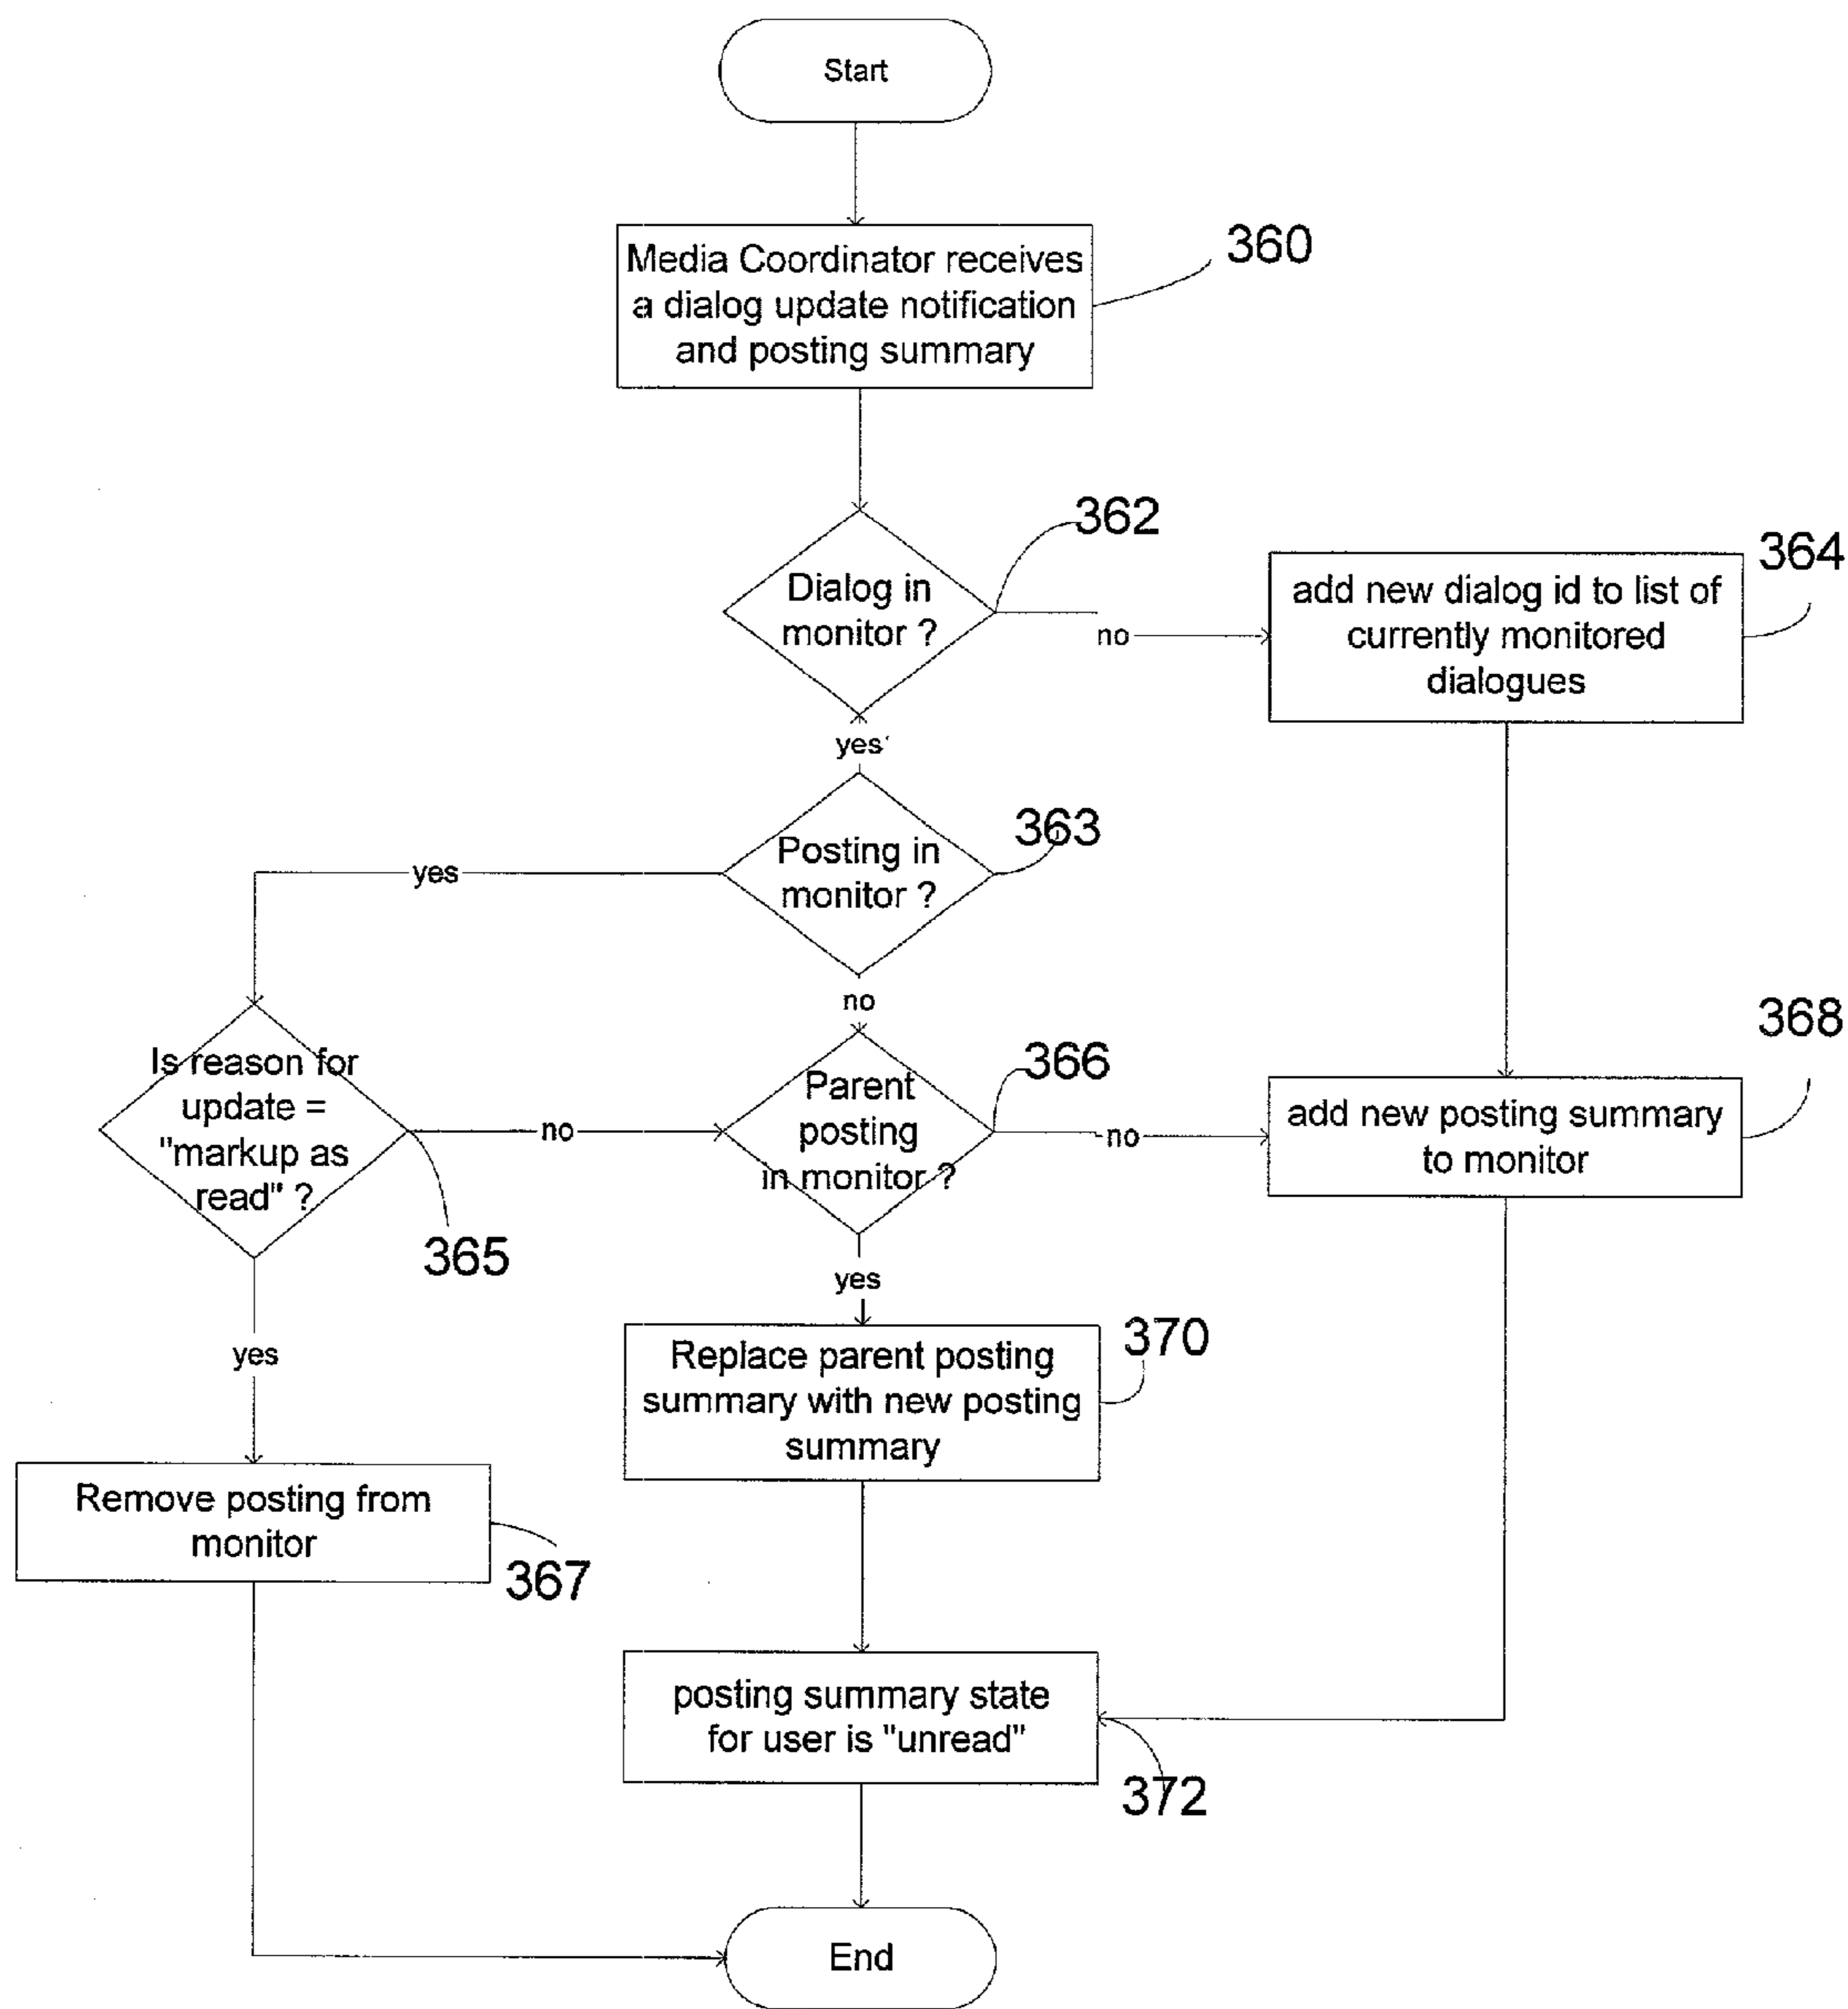 Start
Media Coordinator receives
a dialog update notification
and posting summary
360
Dialog in
monitor ?
362
no
add new dialog id to list of
currently monitored
dialogues
364
yes
Posting in
monitor ?
363
yes
no
Is reason for
update =
"markup as
read" ?
365
no
Parent
posting
in monitor ?
366
no
add new posting summary
to monitor
368
yes
yes
Replace parent posting
summary with new posting
summary
370
Remove posting from
monitor
367
posting summary state
for user is "unread"
372
End